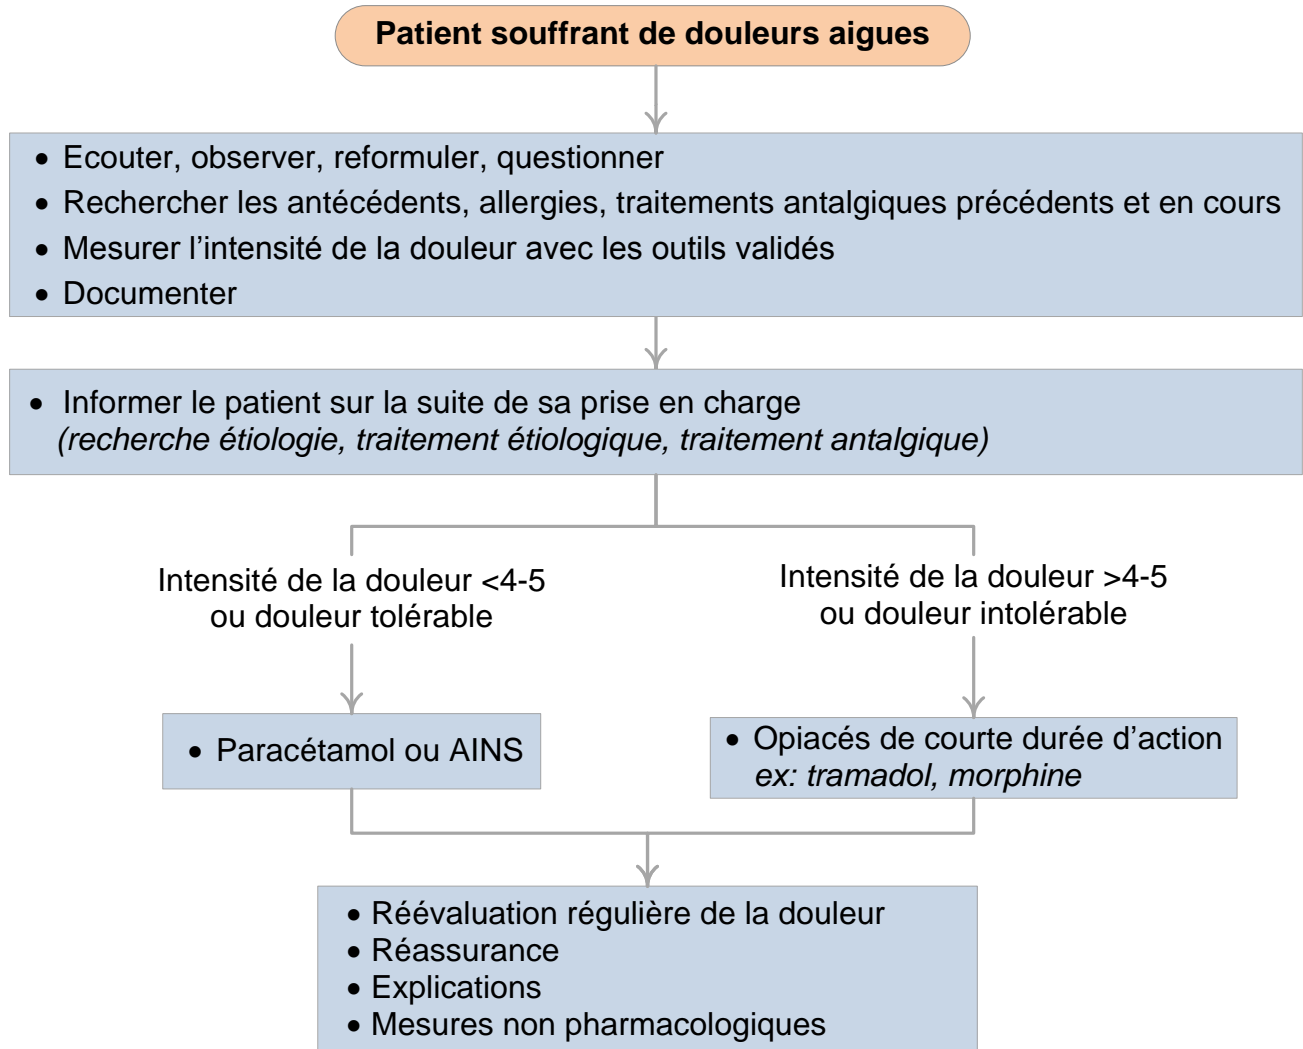 Patient souffrant de douleurs aigues
• Ecouter, observer, reformuler, questionner
• Rechercher les antécédents, allergies, traitements antalgiques précédents et en cours
• Mesurer l’intensité de la douleur avec les outils validés
• Documenter
• Informer le patient sur la suite de sa prise en charge
(recherche étiologie, traitement étiologique, traitement antalgique)
Intensité de la douleur <4-5
ou douleur tolérable
Intensité de la douleur >4-5
ou douleur intolérable
• Paracétamol ou AINS
• Opiacés de courte durée d’action
ex: tramadol, morphine
• Réévaluation régulière de la douleur
• Réassurance
• Explications
• Mesures non pharmacologiques